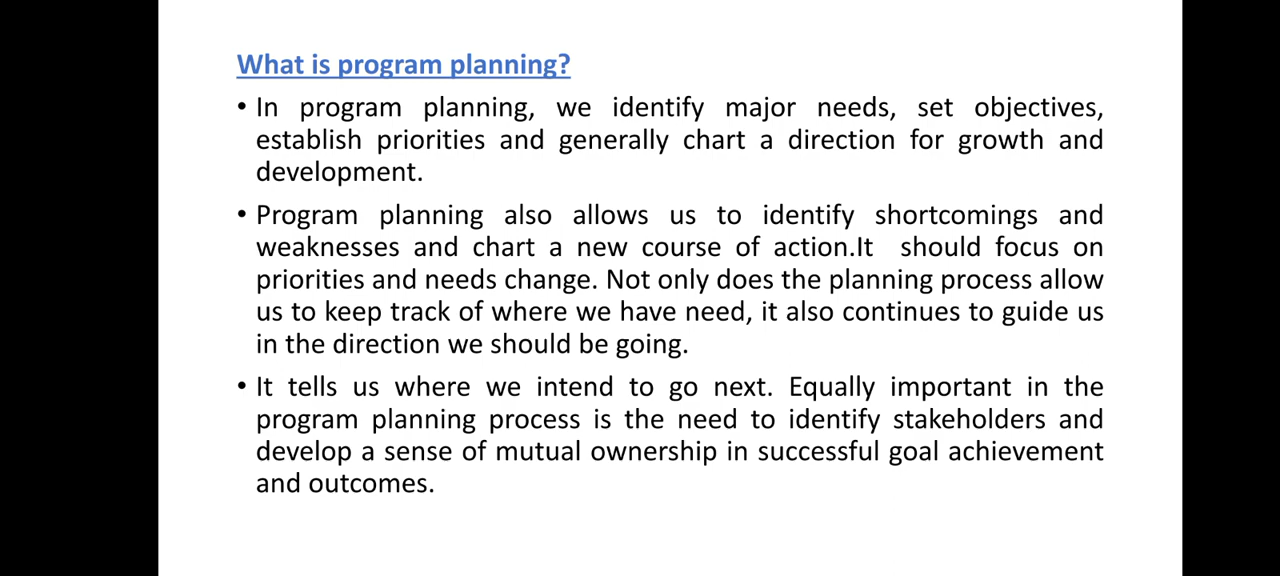 What is program planning?
• In program planning, we identify major needs, set objectives,
establish priorities and generally chart a direction for growth and
development.
• Program planning also allows us to identify shortcomings and
weaknesses and chart a new course of action.It should focus on
priorities and needs change. Not only does the planning process allow
us to keep track of where we have need, it also continues to guide us
in the direction we should be going.
• It tells us where we intend to go next. Equally important in the
program planning process is the need to identify stakeholders and
develop a sense of mutual ownership in successful goal achievement
and outcomes.